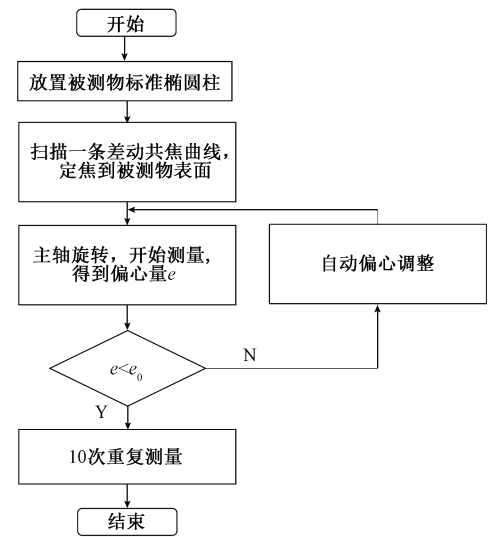 开始
放置被测物标准椭圆柱
扫描一条差动共焦曲线，
定焦到被测物表面
主轴旋转，开始测量，
得到偏心量e
自动偏心调整
e<e₀
N
Y
10次重复测量
结束